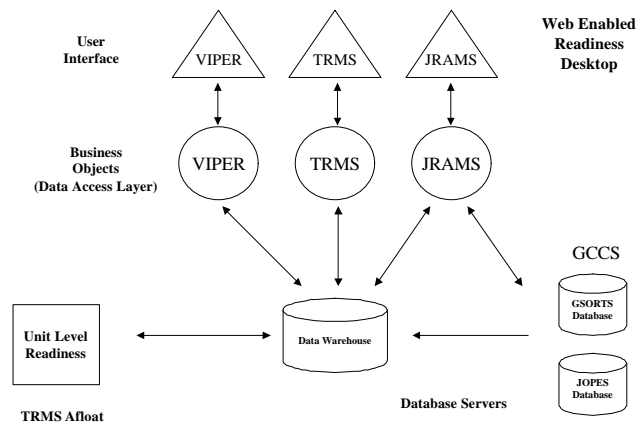 User
Interface
VIPER
TRMS
JRAMS
Web Enabled
Readiness
Desktop
Business
Objects
(Data Access Layer)
VIPER
TRMS
JRAMS
GCCS
GSORTS
Database
Unit Level
Readiness
Data Warehouse
JOPES
Database
Database Servers
TRMS Afloat